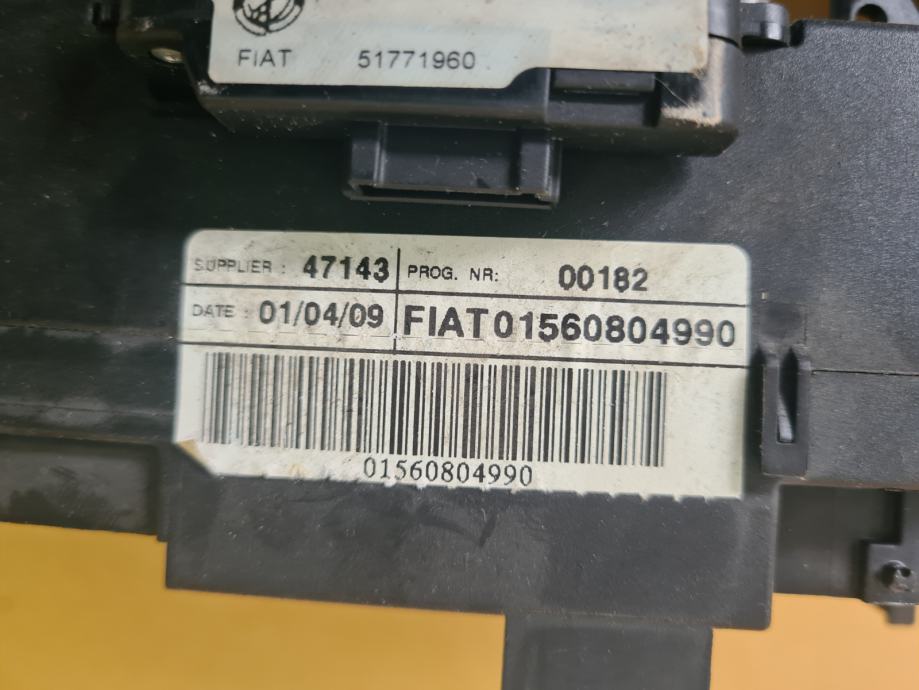 FIAT 51771960
SUPPLIER : 47143 PROG. NR: 00182
DATE : 01/04/09 FIAT01560804990
01560804990